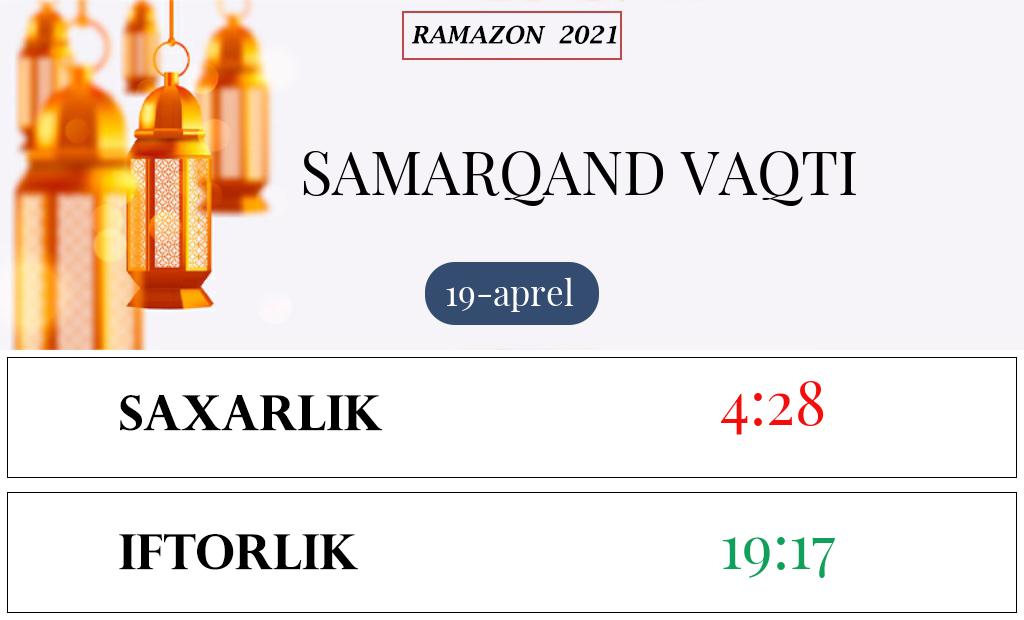 RAMAZON 2021
SAMARQAND VAQTI
19-aprel
SAXARLIK 4:28
IFTORLIK 19:17